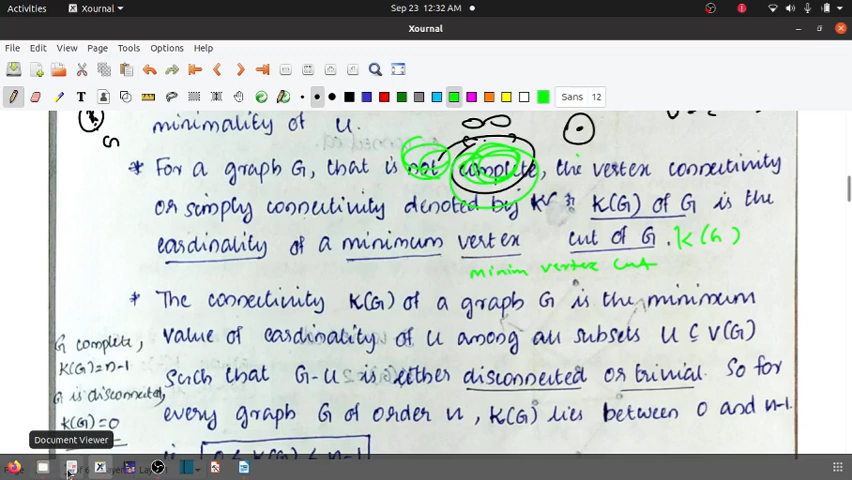 Activities
Xournal
Sep 23 12:32 AM
Xournal
File Edit View Page Tools Options Help
Sans 12
minimality of U.
G
* For a graph G, that is not complete, the vertex connectivity
or simply connectivity denoted by K(G) of G is the
cardinality of a minimum vertex cut of G. K(G)
minim vertex cut
* The connectivity K(G) of a graph G is the minimum
value of cardinality of U among all subsets U ⊆ V(G)
Such that G-U is either disconnected or trivial. So for
every graph G of order n, K(G) lies between 0 and n-1.
0 ≤ K(G) ≤ n-1
G complete,
K(G)=n-1
G is disconnected,
K(G)=0
Document Viewer